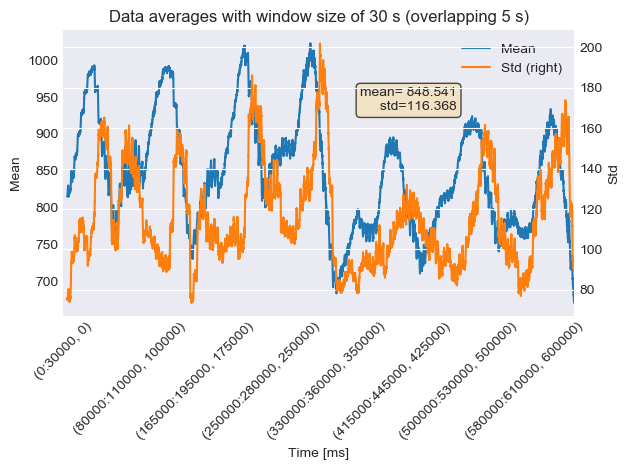 Data averages with window size of 30 s (overlapping 5 s)
Mean
Std (right)
mean= 848.541
std=116.368
1000
950
900
850
800
750
700
Mean
200
180
160
140
120
100
80
Std
(0:30000, 0)
(80000:110000, 100000)
(165000:195000, 175000)
(250000:280000, 250000)
(330000:360000, 350000)
(415000:445000, 425000)
(500000:530000, 500000)
(580000:610000, 600000)
Time [ms]